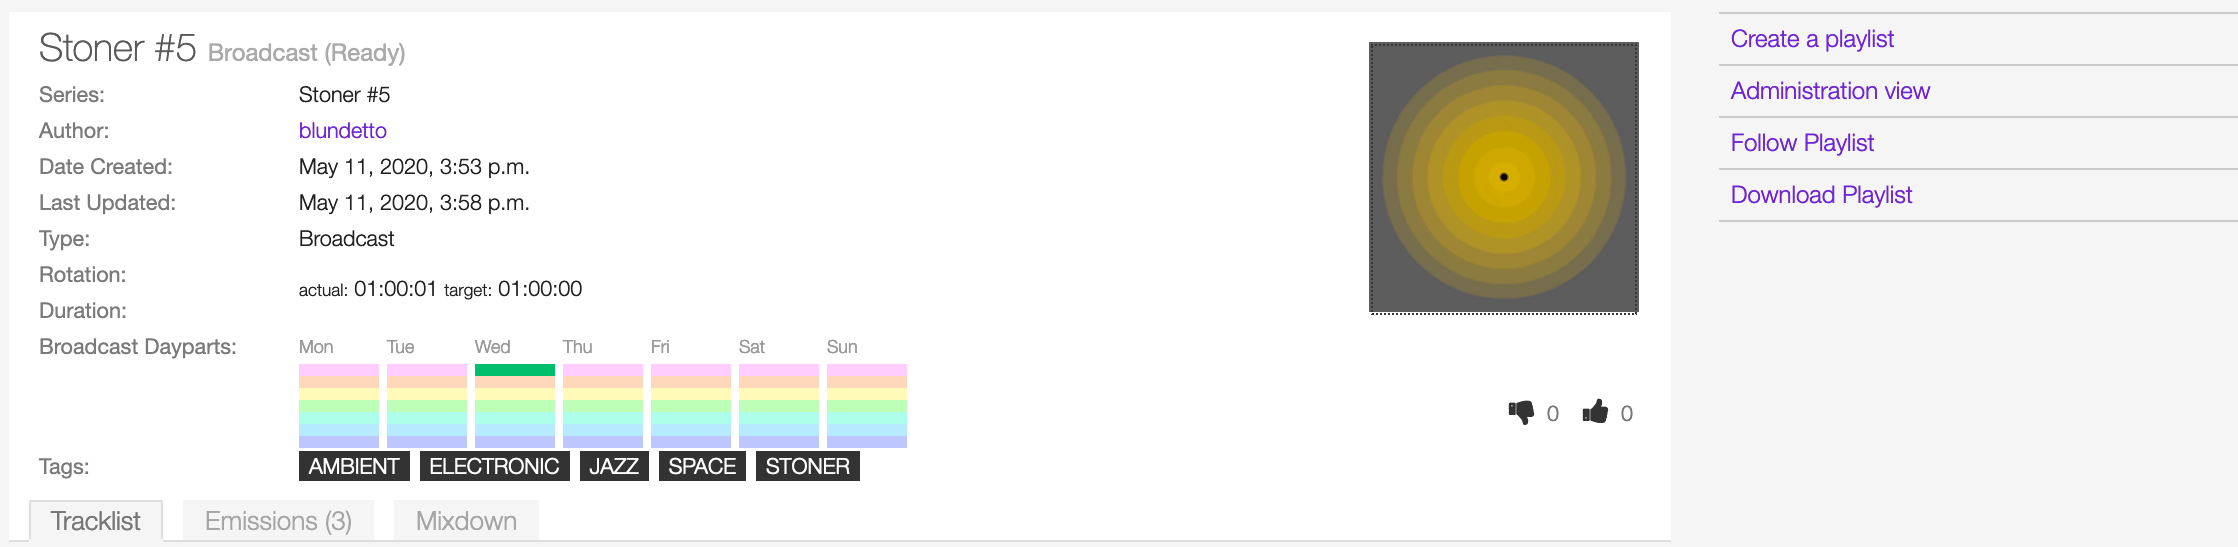 Stoner #5 Broadcast (Ready)
Series: Stoner #5
Author: blundetto
Date Created: May 11, 2020, 3:53 p.m.
Last Updated: May 11, 2020, 3:58 p.m.
Type: Broadcast
Rotation:
actual: 01:00:01 target: 01:00:00
Duration:
Broadcast Dayparts: Mon Tue Wed Thu Fri Sat Sun
0 0
Tags: AMBIENT ELECTRONIC JAZZ SPACE STONER
Tracklist Emissions (3) Mixdown
Create a playlist
Administration view
Follow Playlist
Download Playlist